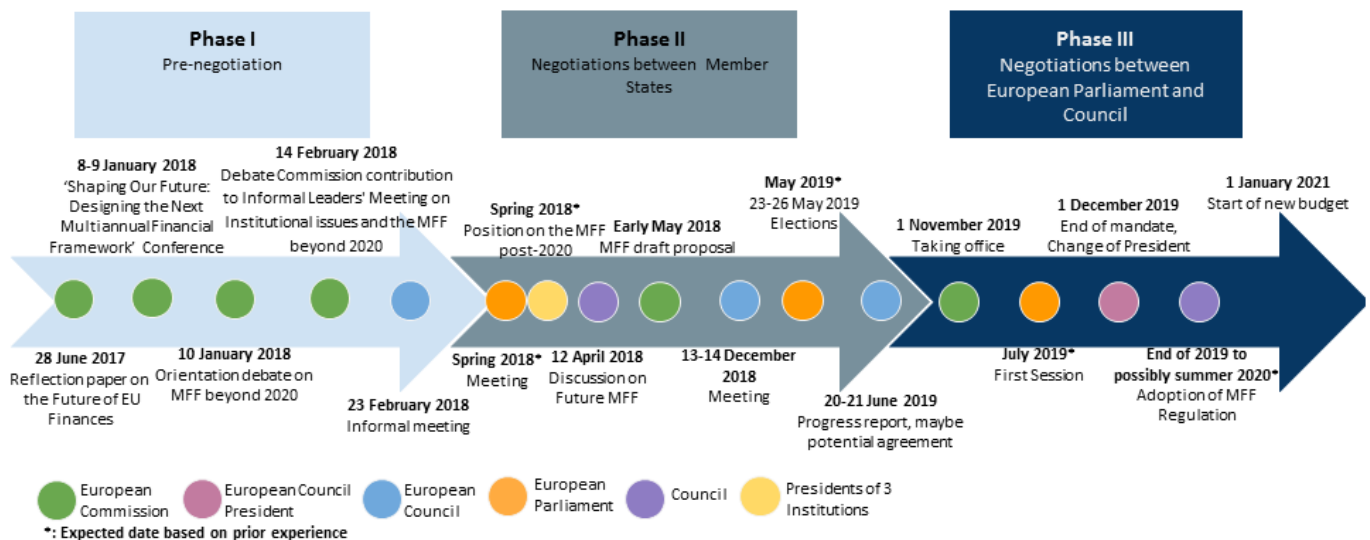 Phase I
Pre-negotiation
Phase II
Negotiations between Member
States
Phase III
Negotiations between
European Parliament and
Council
8-9 January 2018
'Shaping Our Future:
Designing the Next
Multiannual Financial
Framework' Conference
14 February 2018
Debate Commission contribution
to Informal Leaders' Meeting on
Institutional issues and the MFF
beyond 2020
Spring 2018*
Position on the MFF
post-2020
Early May 2018
MFF draft proposal
May 2019*
23-26 May 2019
Elections
1 November 2019
Taking office
1 December 2019
End of mandate,
Change of President
1 January 2021
Start of new budget
28 June 2017
Reflection paper on
the Future of EU
Finances
10 January 2018
Orientation debate on
MFF beyond 2020
23 February 2018
Informal meeting
Spring 2018*
Meeting
12 April 2018
Discussion on
Future MFF
13-14 December
2018
Meeting
20-21 June 2019
Progress report, maybe
potential agreement
July 2019*
First Session
End of 2019 to
possibly summer 2020*
Adoption of MFF
Regulation
European
Commission
European Council
President
European
Council
European
Parliament
Council
Presidents of 3
Institutions
*: Expected date based on prior experience